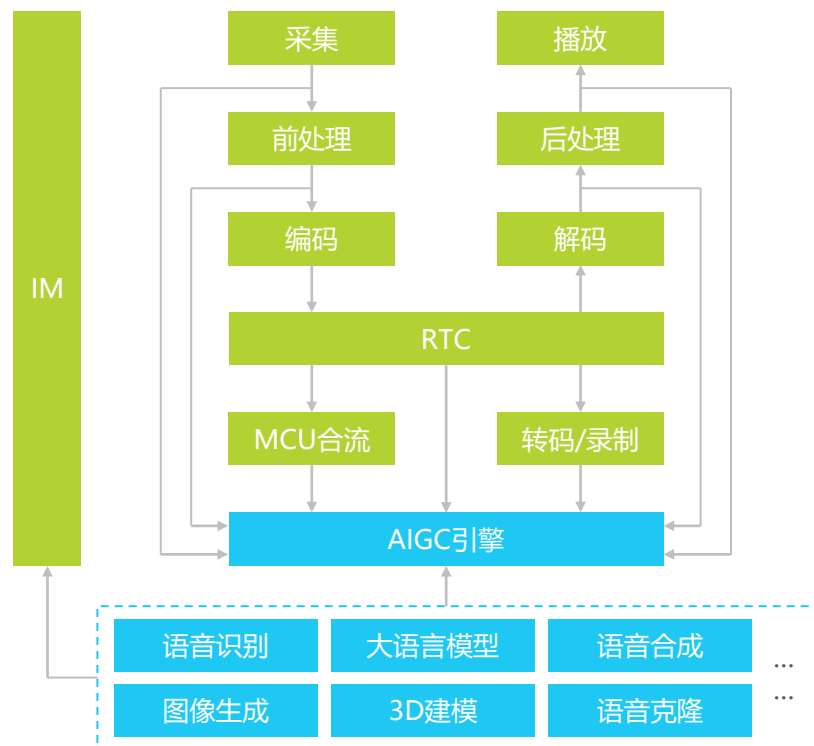 采集
播放
前处理
后处理
编码
解码
IM
RTC
MCU合流
转码/录制
AIGC引擎
语音识别
大语言模型
语音合成
...
图像生成
3D建模
语音克隆
...